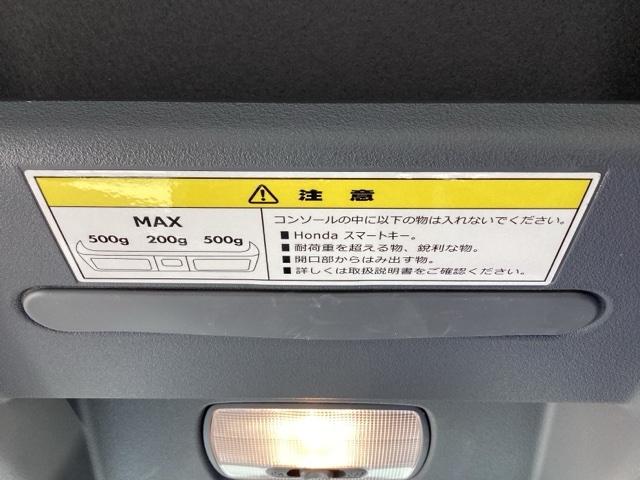 注意
MAX
500g 200g 500g
コンソールの中に以下の物は入れないでください。
■Honda スマートキー。
■耐荷重を超える物、鋭利な物。
■開口部からはみ出す物。
■詳しくは取扱説明書をご確認ください。